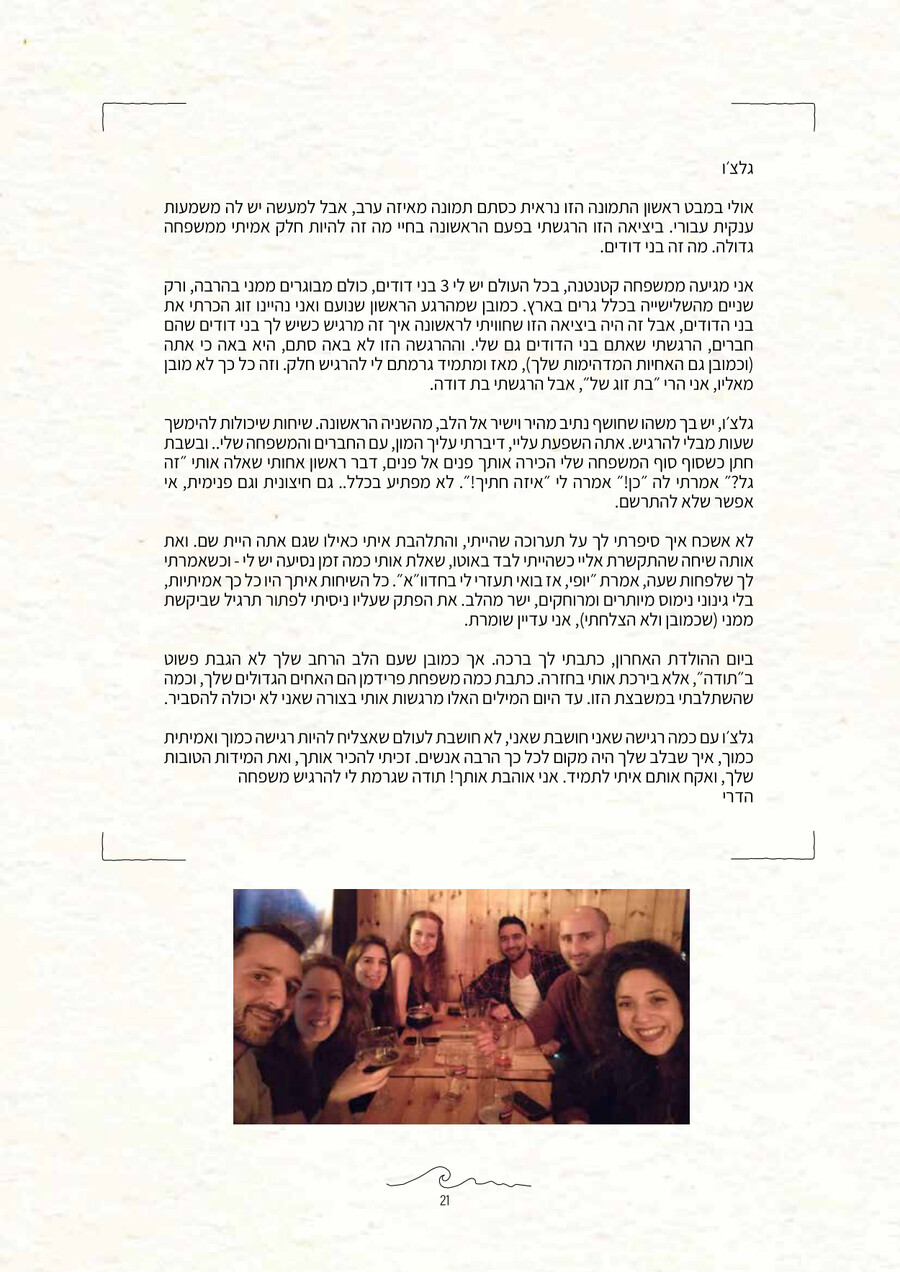 גלצ׳ו
אולי במבט ראשון התמונה הזו נראית כסתם תמונה מאיזה ערב, אבל למעשה יש לה משמעות
ענקית עבורי. ביציאה הזו הרגשתי בפעם הראשונה בחיי מה זה להיות חלק אמיתי ממשפחה
גדולה. מה זה בני דודים.
אני מגיעה ממשפחה קטנטנה, בכל העולם יש לי 3 בני דודים, כולם מבוגרים ממני בהרבה, ורק
שניים מהשלישייה בכלל גרים בארץ. כמובן שמהרגע הראשון שנועם ואני נהיינו זוג הכרתי את
בני הדודים, אבל זה היה ביציאה הזו שחוויתי לראשונה איך זה מרגיש כשיש לך בני דודים שהם
חברים, הרגשתי שאתם בני הדודים גם שלי. וההרגשה הזו לא באה סתם, היא באה כי אתה
(וכמובן גם האחיות המדהימות שלך), מאז ומתמיד גרמתם לי להרגיש חלק. וזה כל כך לא מובן
מאליו, אני הרי ״בת זוג של״, אבל הרגשתי בת דודה.
גלצ׳ו, יש בך משהו שחושף נתיב מהיר וישיר אל הלב, מהשניה הראשונה. שיחות שיכולות להימשך
שעות מבלי להרגיש. אתה השפעת עליי, דיברתי עליך המון, עם החברים והמשפחה שלי.. ובשבת
חתן כשסוף סוף המשפחה שלי הכירה אותך פנים אל פנים, דבר ראשון אחותי שאלה אותי ״זה
גל?״ אמרתי לה ״כן!״ אמרה לי ״איזה חתיך!״. לא מפתיע בכלל.. גם חיצונית וגם פנימית, אי
אפשר שלא להתרשם.
לא אשכח איך סיפרתי לך על תערוכה שהייתי, והתלהבת איתי כאילו שגם אתה היית שם. ואת
אותה שיחה שהתקשרת אליי כשהייתי לבד באוטו, שאלת אותי כמה זמן נסיעה יש לי - וכשאמרתי
לך שלפחות שעה, אמרת ״יופי, אז בואי תעזרי לי בחדוו״א״. כל השיחות איתך היו כל כך אמיתיות,
בלי גינוני נימוס מיותרים ומרוחקים, ישר מהלב. את הפתק שעליו ניסיתי לפתור תרגיל שביקשת
ממני (שכמובן ולא הצלחתי), אני עדיין שומרת.
ביום ההולדת האחרון, כתבתי לך ברכה. אך כמובן שעם הלב הרחב שלך לא הגבת פשוט
ב״תודה״, אלא בירכת אותי בחזרה. כתבת כמה משפחת פרידמן הם האחים הגדולים שלך, וכמה
שהשתלבתי במשבצת הזו. עד היום המילים האלו מרגשות אותי בצורה שאני לא יכולה להסביר.
גלצ׳ו עם כמה רגישה שאני חושבת שאני, לא חושבת לעולם שאצליח להיות רגישה כמוך ואמיתית
כמוך, איך שבלב שלך היה מקום לכל כך הרבה אנשים. זכיתי להכיר אותך, ואת המידות הטובות
שלך, ואקח אותם איתי לתמיד. אני אוהבת אותך! תודה שגרמת לי להרגיש משפחה
הדרי
21